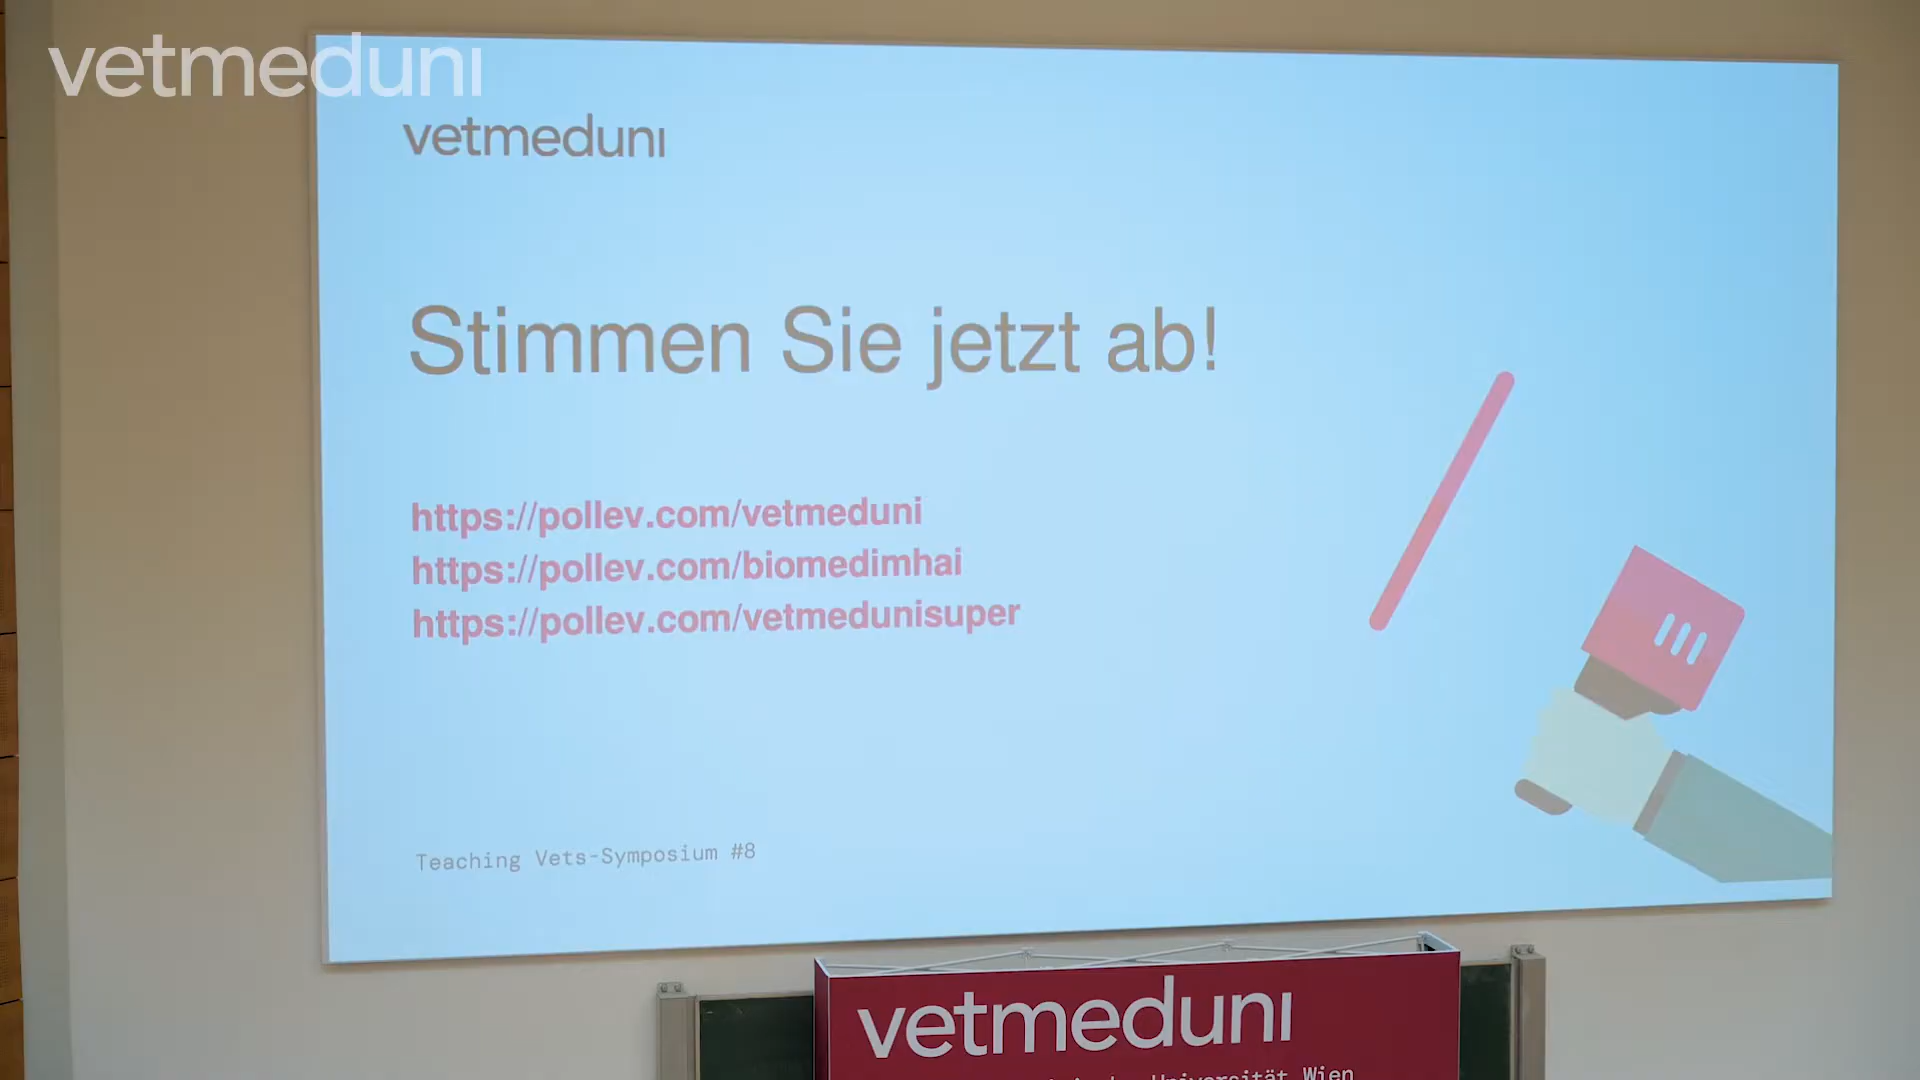 vetmeduni
vetmeduni
Stimmen Sie jetzt ab!
https://pollev.com/vetmeduni
https://pollev.com/biomedimhai
https://pollev.com/vetmedunisuper
Teaching Vets-Symposium #8
vetmeduni
Universität Wien